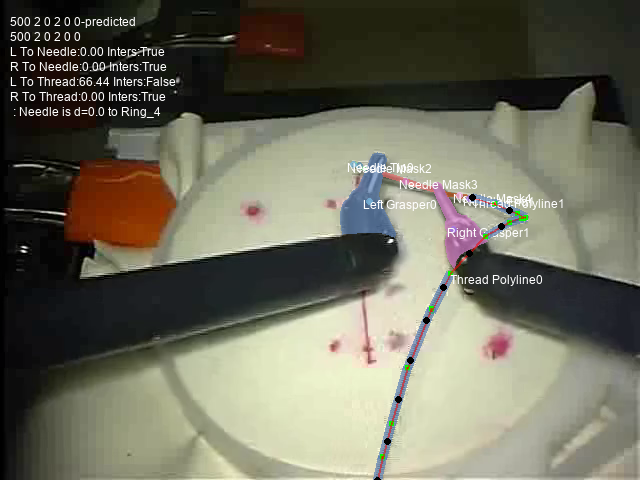 500 2 0 2 0 0-predicted
500 2 0 2 0 0
L To Needle:0.00 Inters:True
R To Needle:0.00 Inters:True
L To Thread:66.44 Inters:False
R To Thread:0.00 Inters:True
: Needle is d=0.0 to Ring_4
Needle Mask2
Needle Mask3
Thread Polyline1
Left Grasper0
Right Grasper1
Thread Polyline0